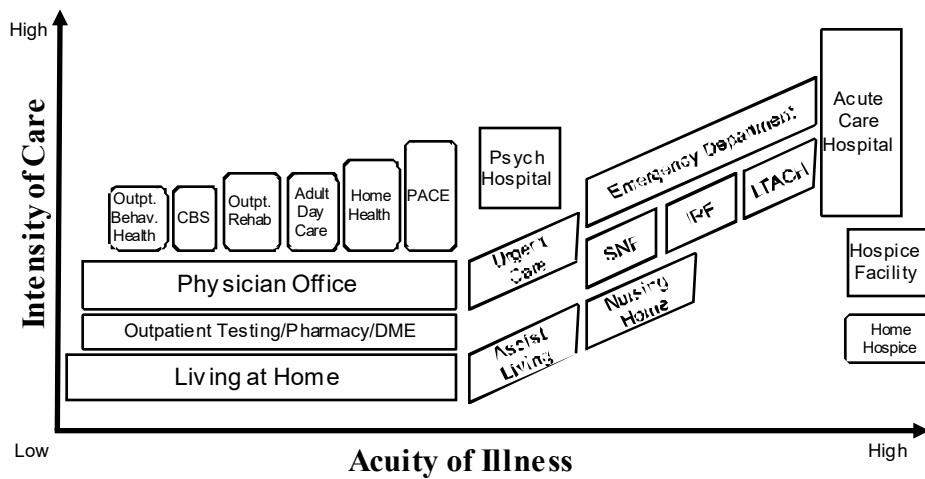 High
Intensity of Care
Low
Acuity of Illness
High
Outpt.
Behav.
Health
CBS
Outpt.
Rehab
Adult
Day
Care
Home
Health
PACE
Physician Office
Outpatient Testing/Pharmacy/DME
Living at Home
Psych
Hospital
Urgent
Care
Assist
Living
Emergency Department
SNF
IRF
LTACH
Nursing
Home
Acute
Care
Hospital
Hospice
Facility
Home
Hospice